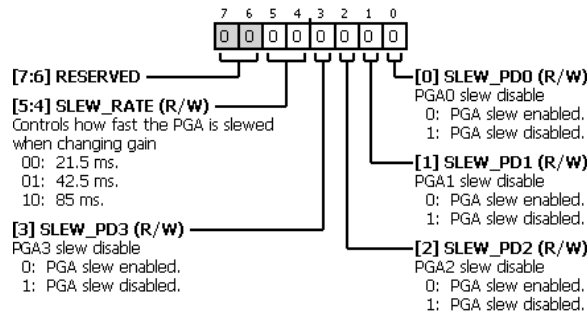 7 6 5 4 3 2 1 0
0 0 0 0 0 0 0 0
[7:6] RESERVED
[5:4] SLEW_RATE (R/W)
Controls how fast the PGA is slewed
when changing gain
00: 21.5 ms.
01: 42.5 ms.
10: 85 ms.
[3] SLEW_PD3 (R/W)
PGA3 slew disable
0: PGA slew enabled.
1: PGA slew disabled.
[0] SLEW_PD0 (R/W)
PGA0 slew disable
0: PGA slew enabled.
1: PGA slew disabled.
[1] SLEW_PD1 (R/W)
PGA1 slew disable
0: PGA slew enabled.
1: PGA slew disabled.
[2] SLEW_PD2 (R/W)
PGA2 slew disable
0: PGA slew enabled.
1: PGA slew disabled.